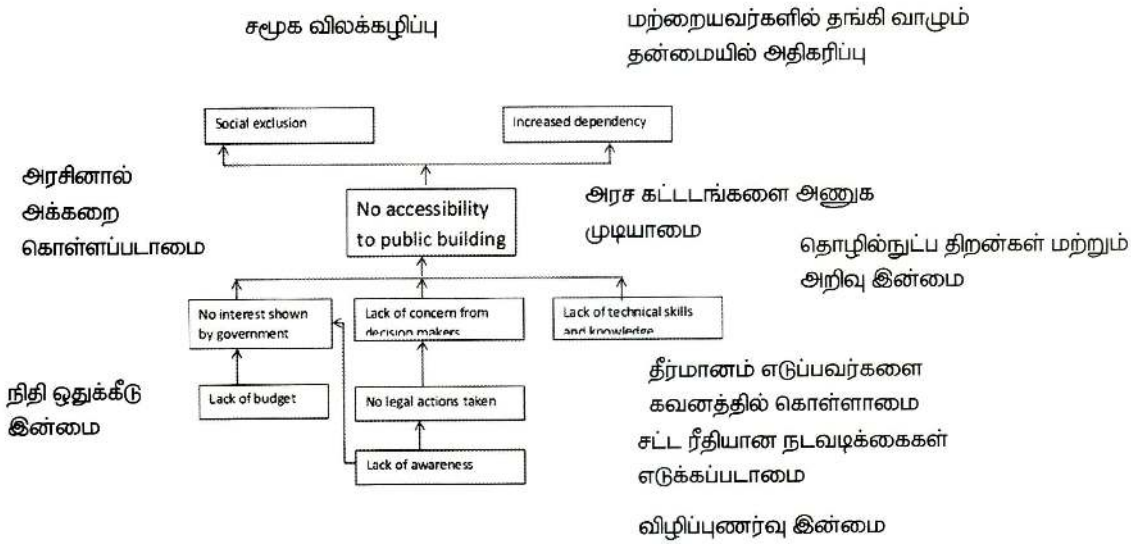 சமூக விலக்கழிப்பு
மற்றையவர்களில் தங்கி வாழும்
தன்மையில் அதிகரிப்பு
Social exclusion
Increased dependency
அரசினால்
அக்கறை
கொள்ளப்படாமை
No accessibility
to public building
அரச கட்டடங்களை அணுக
முடியாமை
தொழில்நுட்ப திறன்கள் மற்றும்
அறிவு இன்மை
No interest shown
by government
Lack of concern from
decision makers
Lack of technical skills
and knowledge
நிதி ஒதுக்கீடு
இன்மை
Lack of budget
No legal actions taken
தீர்மானம் எடுப்பவர்களை
கவனத்தில் கொள்ளாமை
சட்ட ரீதியான நடவடிக்கைகள்
எடுக்கப்படாமை
Lack of awareness
விழிப்புணர்வு இன்மை